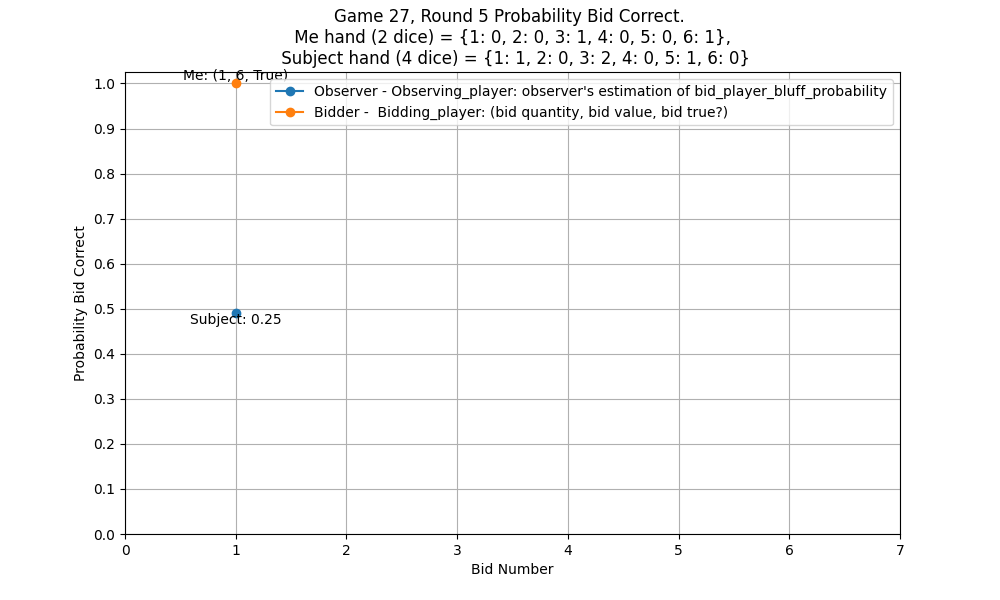 Game 27, Round 5 Probability Bid Correct.
Me hand (2 dice) = {1: 0, 2: 0, 3: 1, 4: 0, 5: 0, 6: 1},
Subject hand (4 dice) = {1: 1, 2: 0, 3: 2, 4: 0, 5: 1, 6: 0}
Me: (1, 6, True)
Observer - Observing_player: observer's estimation of bid_player_bluff_probability
Bidder -  Bidding_player: (bid quantity, bid value, bid true?)
Subject: 0.25
Probability Bid Correct
1.0
0.9
0.8
0.7
0.6
0.5
0.4
0.3
0.2
0.1
0.0
0 1 2 3 4 5 6 7
Bid Number